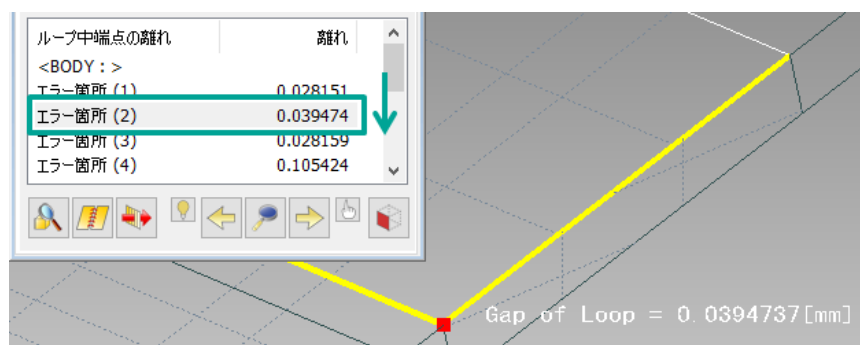 ループ中端点の離れ 離れ
<BODY : >
エラー箇所 (1) 0.028151
エラー箇所 (2) 0.039474
エラー箇所 (3) 0.028159
エラー箇所 (4) 0.105424
Gap of Loop = 0.0394737[mm]